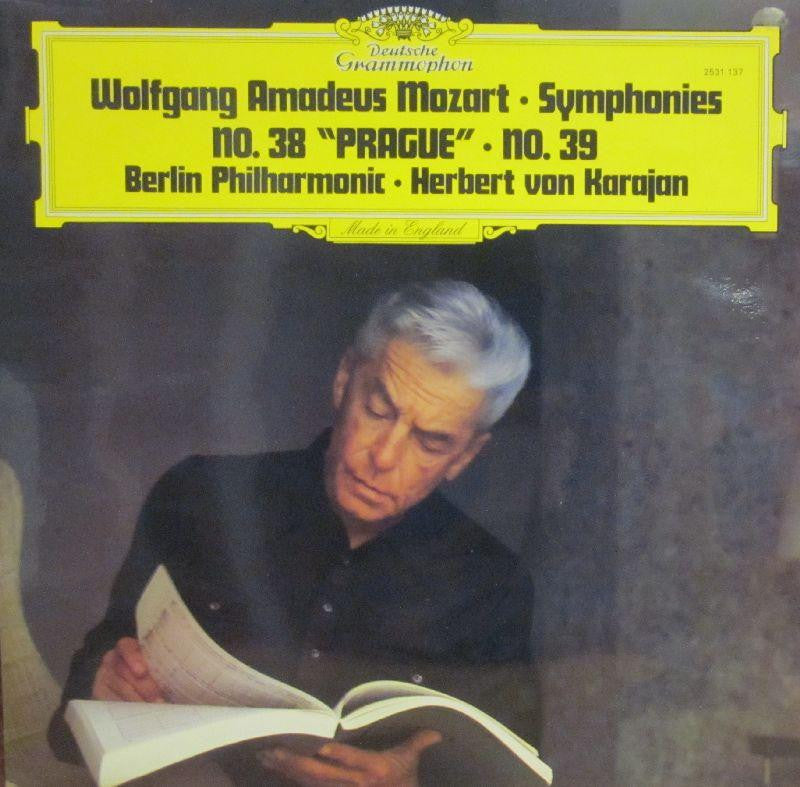 Deutsche
Grammophon
2531 137
Wolfgang Amadeus Mozart · Symphonies
NO. 38 "PRAGUE" · NO. 39
Berlin Philharmonic · Herbert von Karajan
Made in England